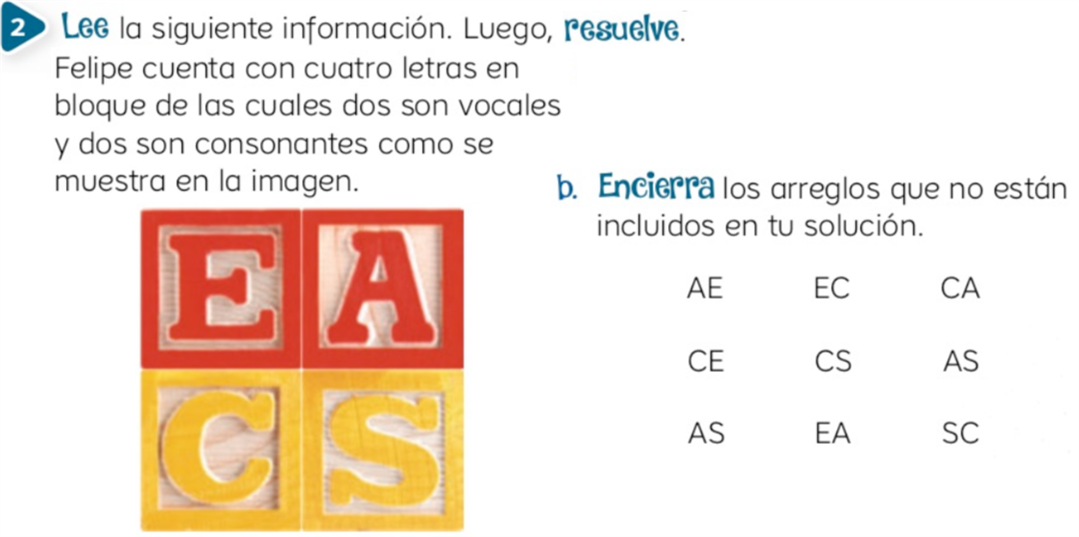 2 Lee la siguiente información. Luego, resuelve.
Felipe cuenta con cuatro letras en
bloque de las cuales dos son vocales
y dos son consonantes como se
muestra en la imagen.
E A
C S
b. Encierra los arreglos que no están
incluidos en tu solución.
AE EC CA
CE CS AS
AS EA SC